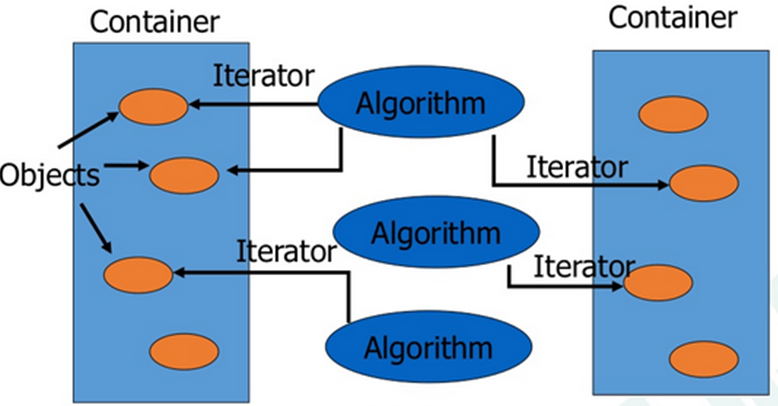 Container
Container
Iterator
Algorithm
Objects
Iterator
Algorithm
Iterator
Iterator
Algorithm